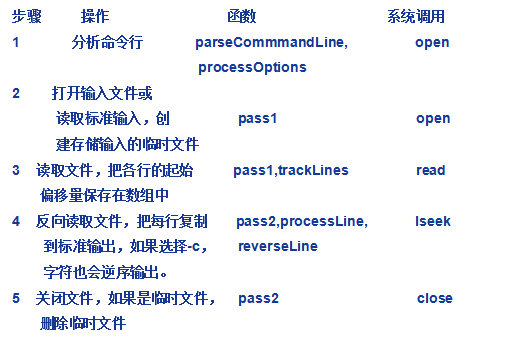 步骤 操作 函数 系统调用
1 分析命令行 parseCommmandLine, open
processOptions
2 打开输入文件或
读取标准输入，创 pass1 open
建存储输入的临时文件
3 读取文件，把各行的起始 pass1,trackLines read
偏移量保存在数组中
4 反向读取文件，把每行复制 pass2,processLine, lseek
到标准输出，如果选择-c， reverseLine
字符也会逆序输出。
5 关闭文件，如果是临时文件， pass2 close
删除临时文件